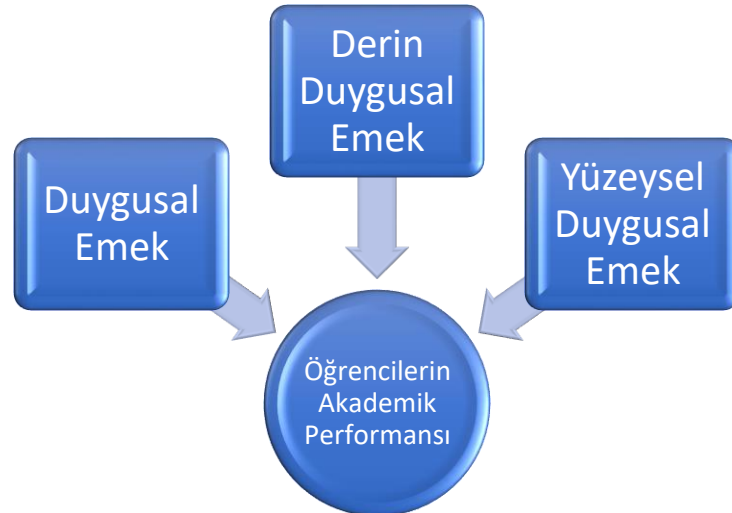 Derin
Duygusal
Emek
Duygusal
Emek
Yüzeysel
Duygusal
Emek
Öğrencilerin
Akademik
Performansı